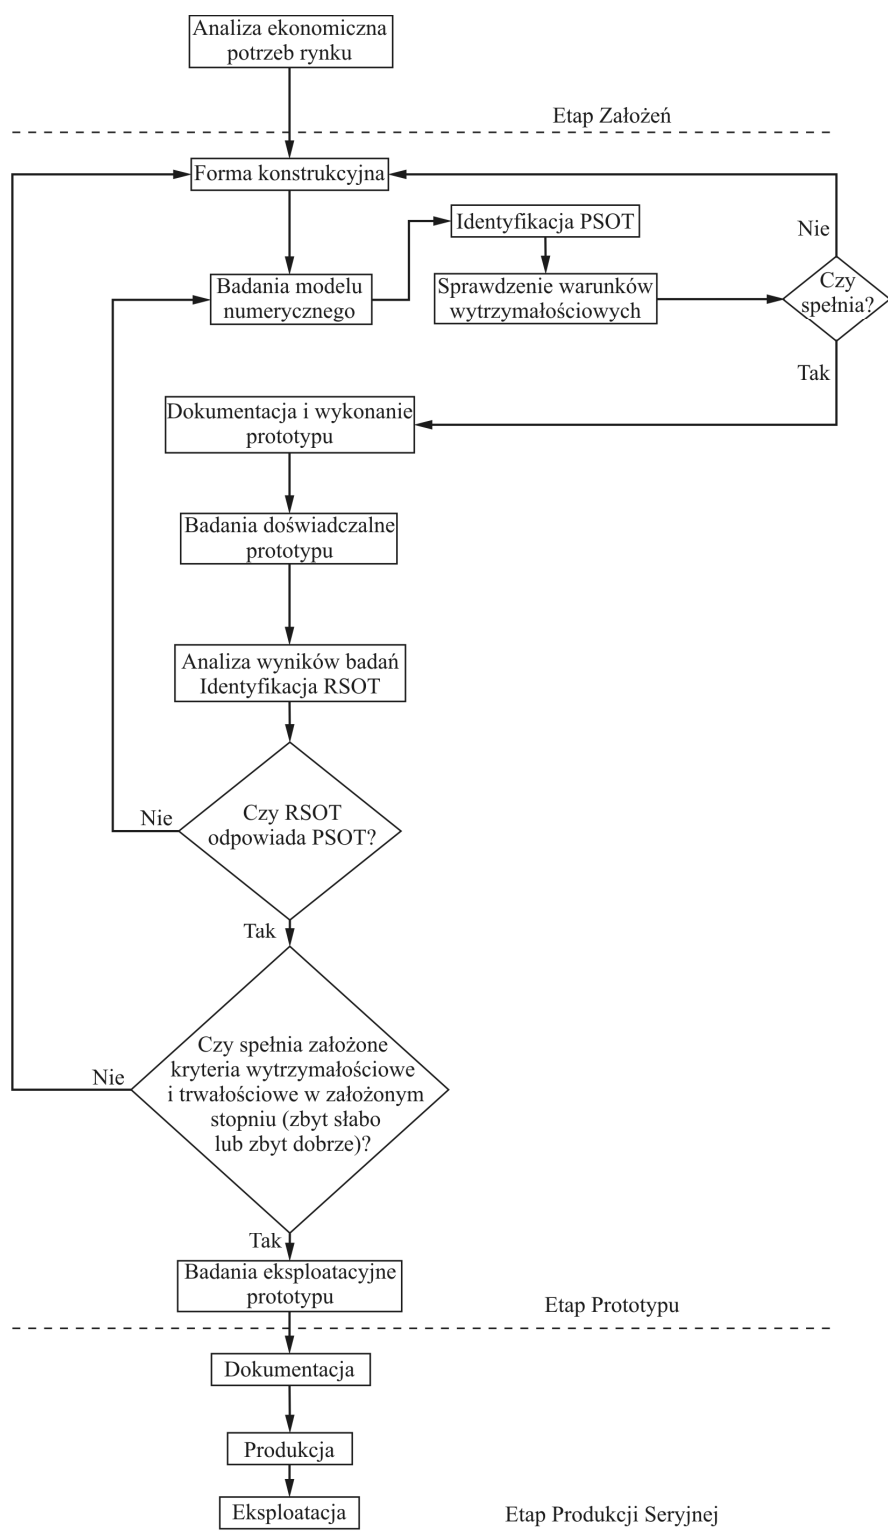 Analiza ekonomiczna
potrzeb rynku
Etap Założeń
Forma konstrukcyjna
Identyfikacja PSOT
Nie
Badania modelu
numerycznego
Sprawdzenie warunków
wytrzymałościowych
Czy
spełnia?
Tak
Dokumentacja i wykonanie
prototypu
Badania doświadczalne
prototypu
Analiza wyników badań
Identyfikacja RSOT
Nie
Czy RSOT
odpowiada PSOT?
Tak
Nie
Czy spełnia założone
kryteria wytrzymałościowe
i trwałościowe w założonym
stopniu (zbyt słabo
lub zbyt dobrze)?
Tak
Badania eksploatacyjne
prototypu
Etap Prototypu
Dokumentacja
Produkcja
Eksploatacja
Etap Produkcji Seryjnej